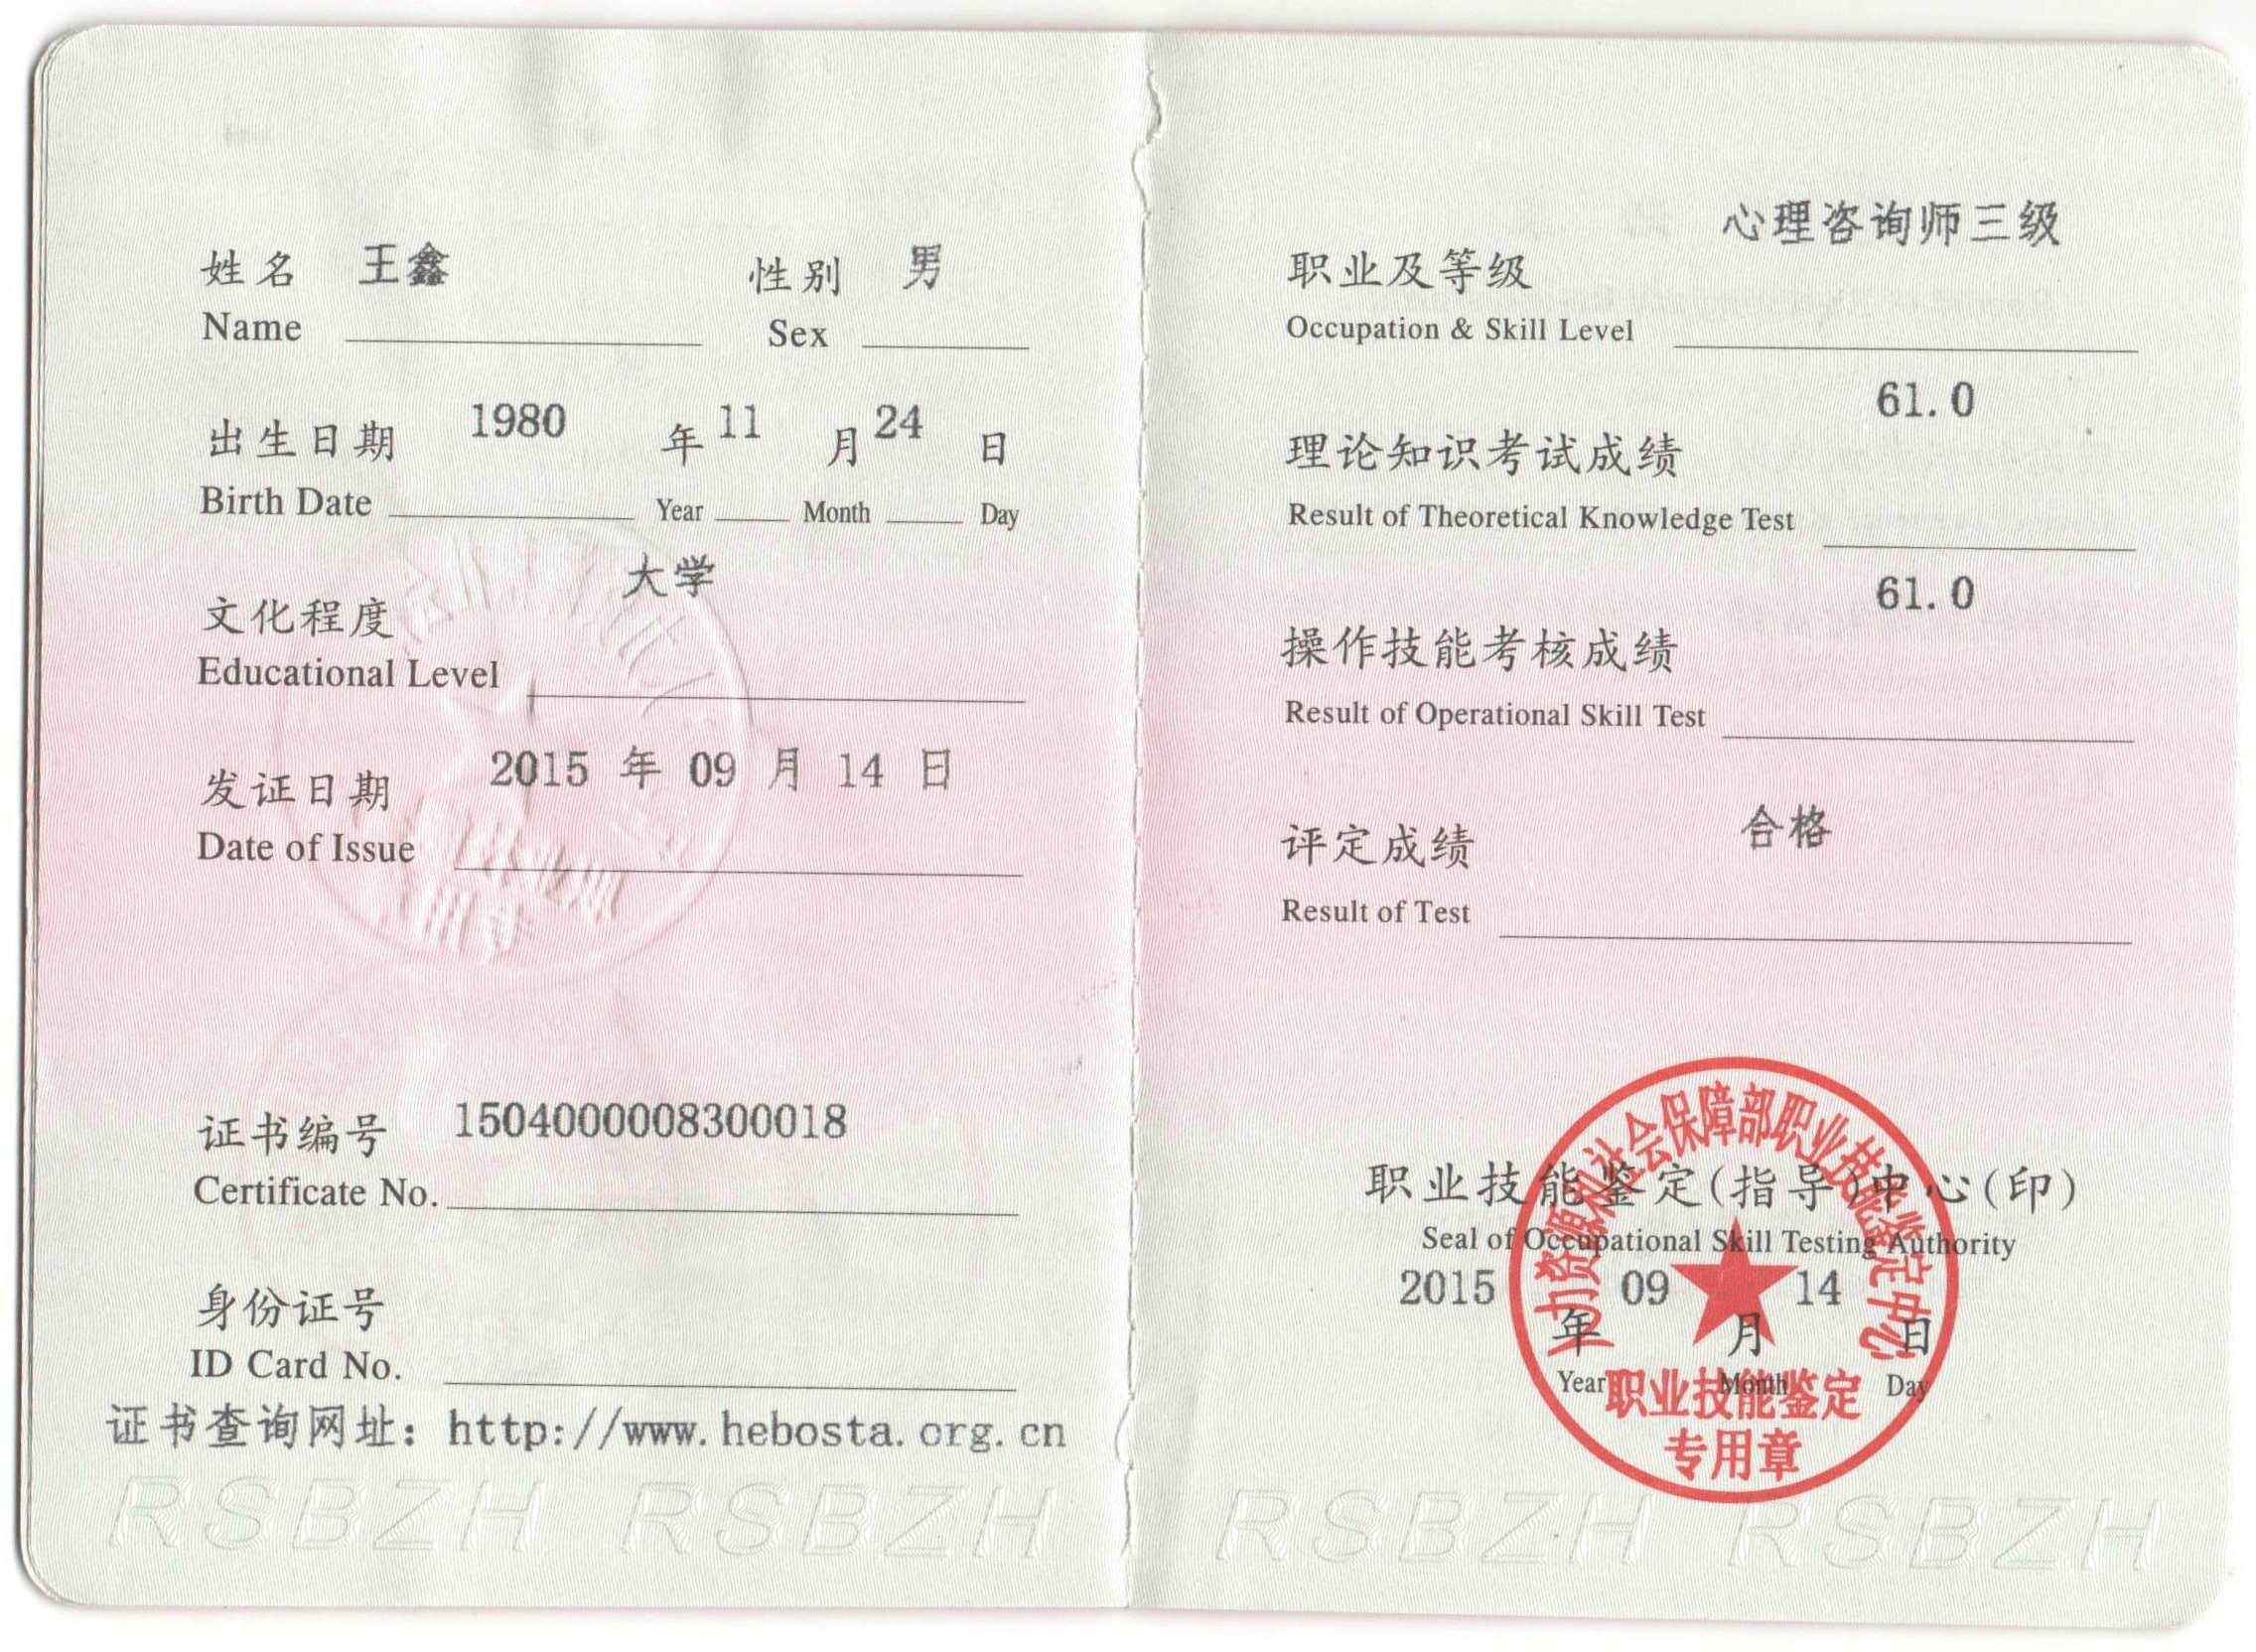 姓名 王鑫 性别 男
Name Sex
出生日期 1980 年 11 月 24 日
Birth Date Year Month Day
文化程度 大学
Educational Level
发证日期 2015 年 09 月 14 日
Date of Issue
证书编号 1504000008300018
Certificate No.
身份证号
ID Card No.
证书查询网址：http://www.hebosta.org.cn
RSBZH RSBZH
心理咨询师三级
职业及等级
Occupation & Skill Level
61.0
理论知识考试成绩
Result of Theoretical Knowledge Test
61.0
操作技能考核成绩
Result of Operational Skill Test
评定成绩 合格
Result of Test
人力资源和社会保障部职业技能鉴定中心
职业技能鉴定(指导)中心(印)
Seal of Occupational Skill Testing Authority
2015 09 14
年 月 日
Year Month Day
职业技能鉴定
专用章
RSBZH RSBZH